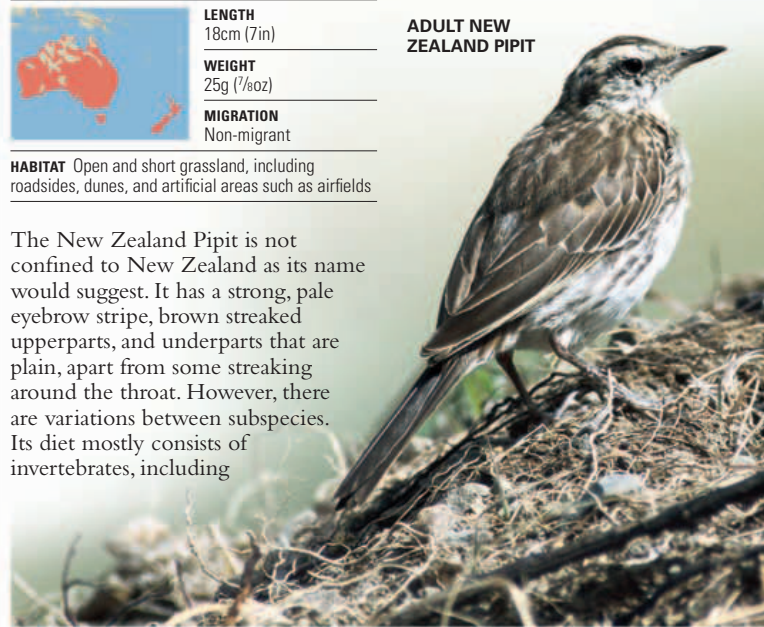 LENGTH
18cm (7in)
WEIGHT
25g (⅞oz)
MIGRATION
Non-migrant
HABITAT Open and short grassland, including
roadsides, dunes, and artificial areas such as airfields
ADULT NEW
ZEALAND PIPIT
The New Zealand Pipit is not
confined to New Zealand as its name
would suggest. It has a strong, pale
eyebrow stripe, brown streaked
upperparts, and underparts that are
plain, apart from some streaking
around the throat. However, there
are variations between subspecies.
Its diet mostly consists of
invertebrates, including